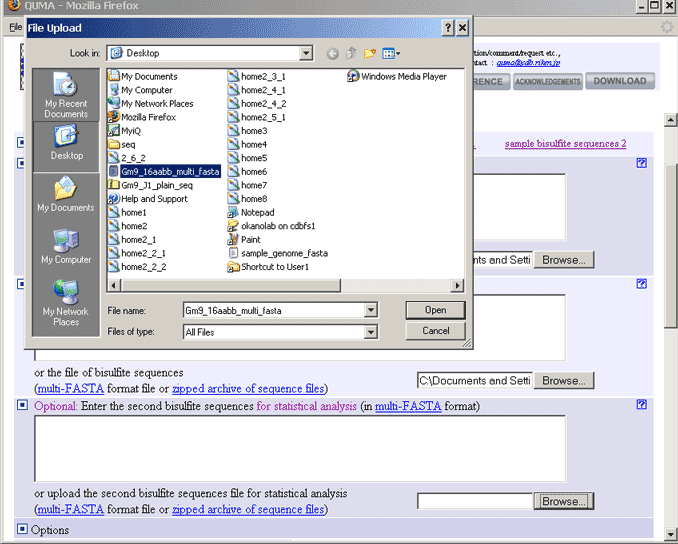 QUMA - Mozilla Firefox
File
File Upload
Look in:
Desktop
My Recent
Documents
Desktop
My Documents
My Computer
My Network
Places
My Documents
My Computer
My Network Places
Mozilla Firefox
MyiQ
seq
2_6_2
Gm9_16aabb_multi_fasta
Gm9_J1_plain_seq
Help and Support
home1
home2
home2_1
home2_2_1
home2_2_2
home2_3_1
home2_4_1
home2_4_2
home2_5_1
home3
home4
home5
home6
home7
home8
Notepad
okanolab on cdbfs1
Paint
sample_genome_fasta
Shortcut to User1
Windows Media Player
File name:
Gm9_16aabb_multi_fasta
Open
Files of type:
All Files
Cancel
tion/comment/request etc.,
ntact : quma@cdb.riken.jp
RENCE
ACKNOWLEDGEMENTS
DOWNLOAD
sample bisulfite sequences 2
ents and Setti
Browse...
or the file of bisulfite sequences
(multi-FASTA format file or zipped archive of sequence files)
C:\Documents and Setti
Browse...
Optional: Enter the second bisulfite sequences for statistical analysis (in multi-FASTA format)
or upload the second bisulfite sequences file for statistical analysis
(multi-FASTA format file or zipped archive of sequence files)
Browse...
Options